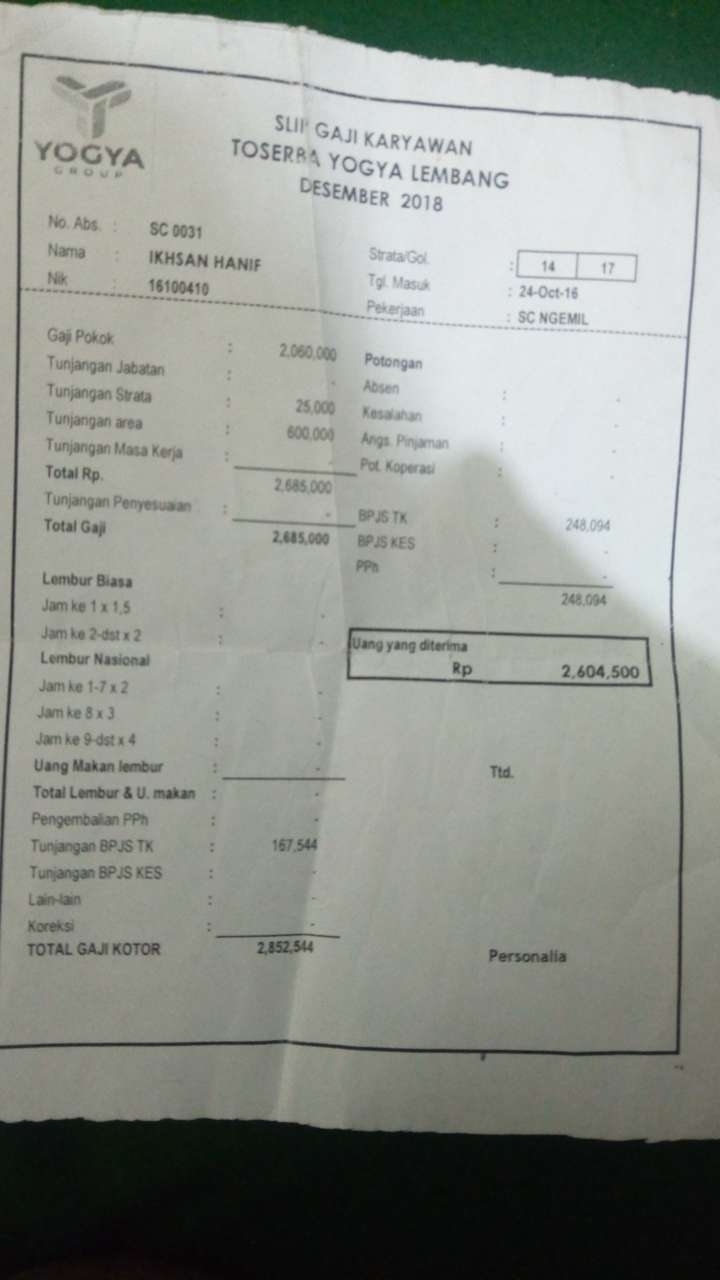 YOGYA
GROUP
SLIP GAJI KARYAWAN
TOSERBA YOGYA LEMBANG
DESEMBER 2018
No. Abs. : SC 0031
Nama : IKHSAN HANIF
Nik : 16100410
Strata/Gol. : 14 17
Tgl. Masuk : 24-Oct-16
Pekerjaan : SC NGEMIL
Gaji Pokok : 2,060,000
Tunjangan Jabatan : -
Tunjangan Strata : 25,000
Tunjangan area : 600,000
Tunjangan Masa Kerja : -
Total Rp. 2,685,000
Tunjangan Penyesuaian : -
Total Gaji 2,685,000
Potongan
Absen : -
Kesalahan : -
Angs. Pinjaman : -
Pot. Koperasi : -
BPJS TK : 248,094
BPJS KES : -
PPh : -
248,094
Uang yang diterima
Rp 2,604,500
Lembur Biasa
Jam ke 1 x 1,5 : -
Jam ke 2-dst x 2 : -
Lembur Nasional
Jam ke 1-7 x 2 : -
Jam ke 8 x 3 : -
Jam ke 9-dst x 4 : -
Uang Makan lembur : -
Total Lembur & U. makan : -
Pengembalian PPh : -
Tunjangan BPJS TK : 167,544
Tunjangan BPJS KES : -
Lain-lain : -
Koreksi : -
TOTAL GAJI KOTOR 2,852,544
Ttd.
Personalia